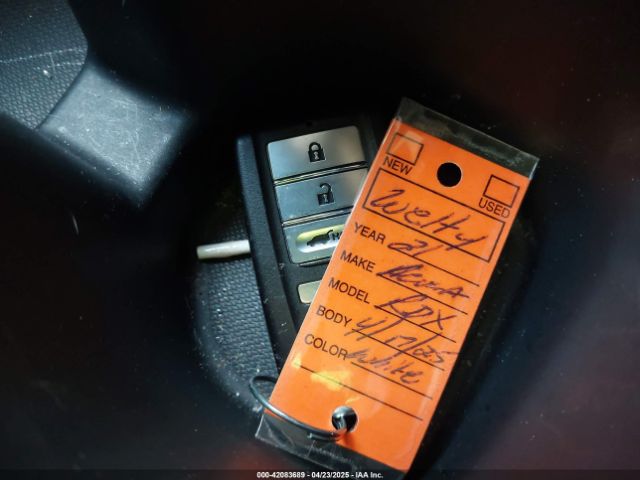 NEW USED
Welty
YEAR 21
MAKE Acura
MODEL RDX
BODY 4/17/25
COLOR white
000-42083689 - 04/23/2025 - IAA Inc.